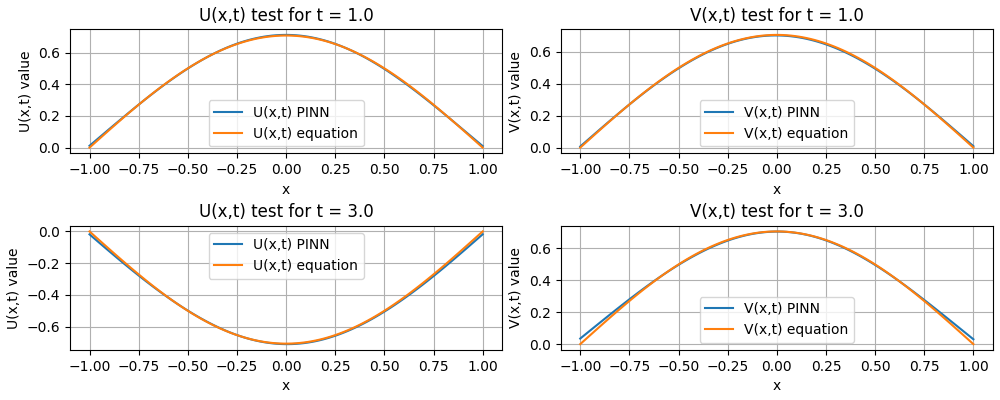 U(x,t) test for t = 1.0
U(x,t) value
0.6
0.4
0.2
0.0
U(x,t) PINN
U(x,t) equation
−1.00 −0.75 −0.50 −0.25 0.00 0.25 0.50 0.75 1.00
x
V(x,t) test for t = 1.0
V(x,t) value
0.6
0.4
0.2
0.0
V(x,t) PINN
V(x,t) equation
−1.00 −0.75 −0.50 −0.25 0.00 0.25 0.50 0.75 1.00
x
U(x,t) test for t = 3.0
U(x,t) value
0.0
−0.2
−0.4
−0.6
U(x,t) PINN
U(x,t) equation
−1.00 −0.75 −0.50 −0.25 0.00 0.25 0.50 0.75 1.00
x
V(x,t) test for t = 3.0
V(x,t) value
0.6
0.4
0.2
0.0
V(x,t) PINN
V(x,t) equation
−1.00 −0.75 −0.50 −0.25 0.00 0.25 0.50 0.75 1.00
x